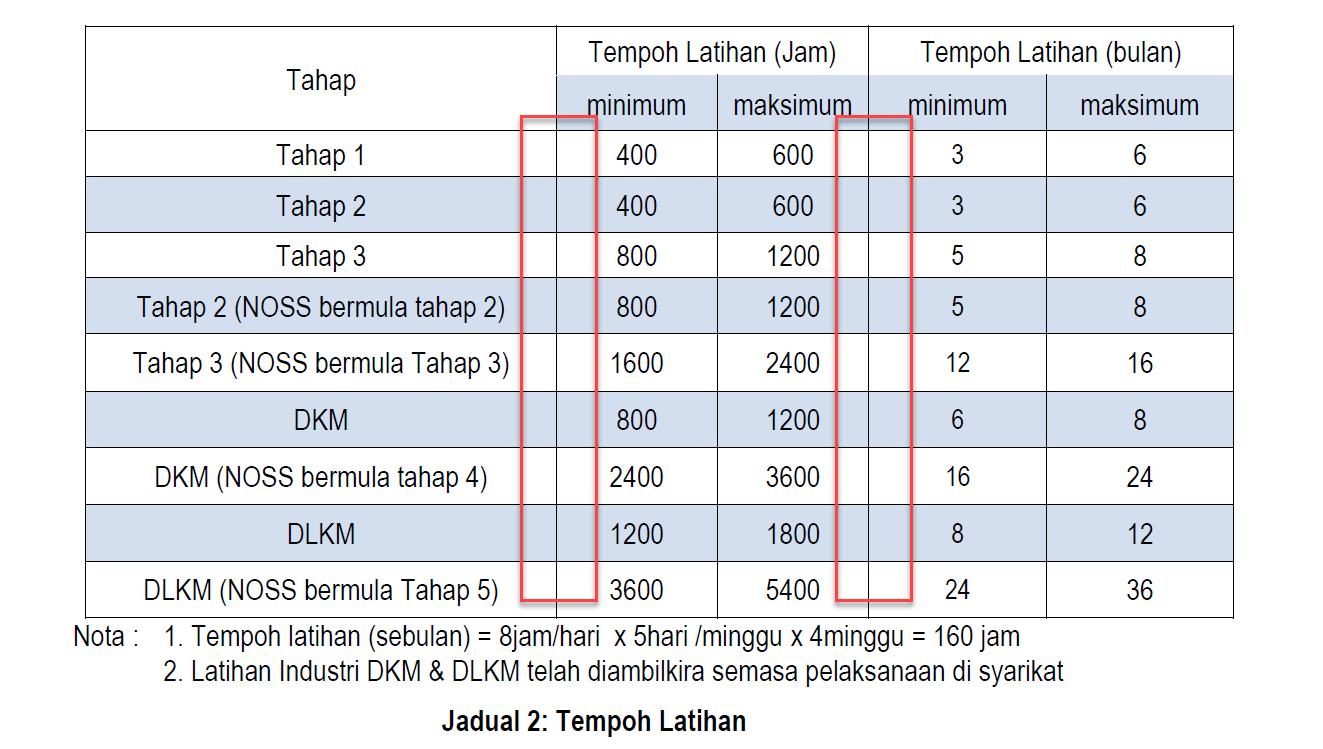 Tahap Tempoh Latihan (Jam) Tempoh Latihan (bulan)
minimum maksimum minimum maksimum
Tahap 1 400 600 3 6
Tahap 2 400 600 3 6
Tahap 3 800 1200 5 8
Tahap 2 (NOSS bermula tahap 2) 800 1200 5 8
Tahap 3 (NOSS bermula Tahap 3) 1600 2400 12 16
DKM 800 1200 6 8
DKM (NOSS bermula tahap 4) 2400 3600 16 24
DLKM 1200 1800 8 12
DLKM (NOSS bermula Tahap 5) 3600 5400 24 36
Nota : 1. Tempoh latihan (sebulan) = 8jam/hari x 5hari /minggu x 4minggu = 160 jam
2. Latihan Industri DKM & DLKM telah diambilkira semasa pelaksanaan di syarikat
Jadual 2: Tempoh Latihan